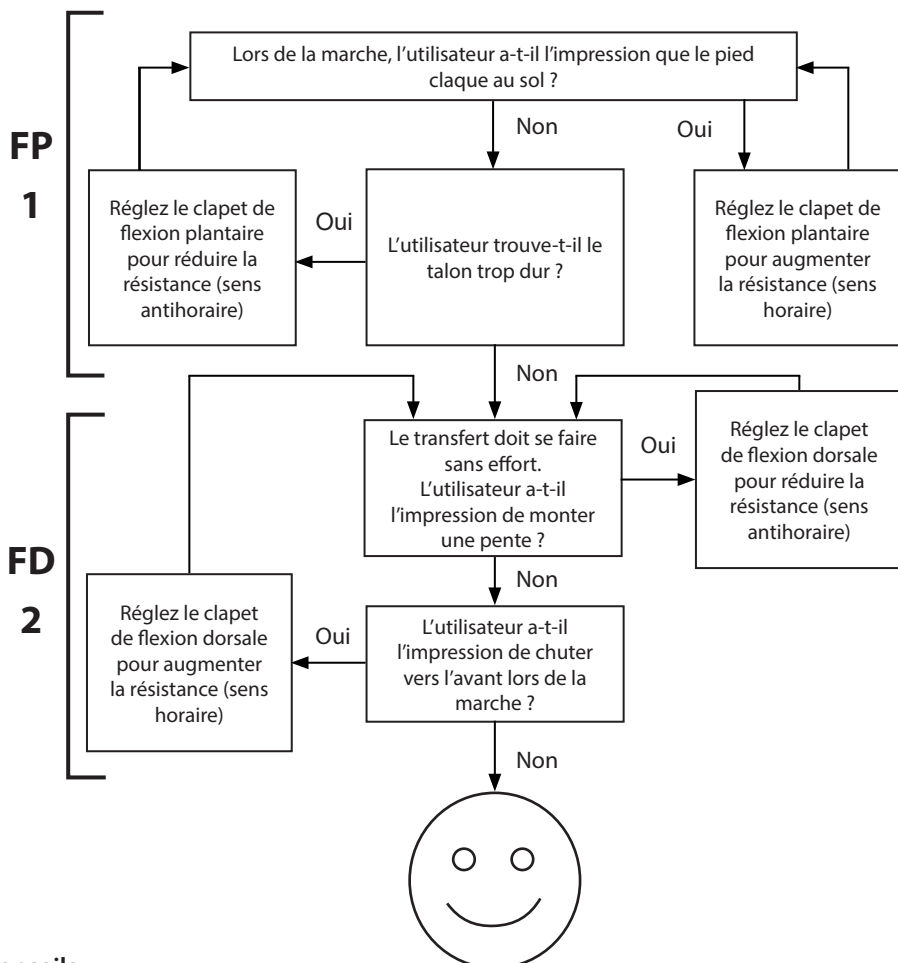 Lors de la marche, l’utilisateur a-t-il l’impression que le pied
claque au sol ?
Non
Oui
FP
1
Réglez le clapet de
flexion plantaire
pour réduire la
résistance (sens
antihoraire)
Oui
L’utilisateur trouve-t-il le
talon trop dur ?
Réglez le clapet de
flexion plantaire
pour augmenter
la résistance (sens
horaire)
Non
Le transfert doit se faire
sans effort.
L’utilisateur a-t-il
l’impression de monter
une pente ?
Oui
Réglez le clapet
de flexion dorsale
pour réduire la
résistance (sens
antihoraire)
FD
2
Non
Réglez le clapet
de flexion dorsale
pour augmenter
la résistance (sens
horaire)
Oui
L’utilisateur a-t-il
l’impression de chuter
vers l’avant lors de la
marche ?
Non